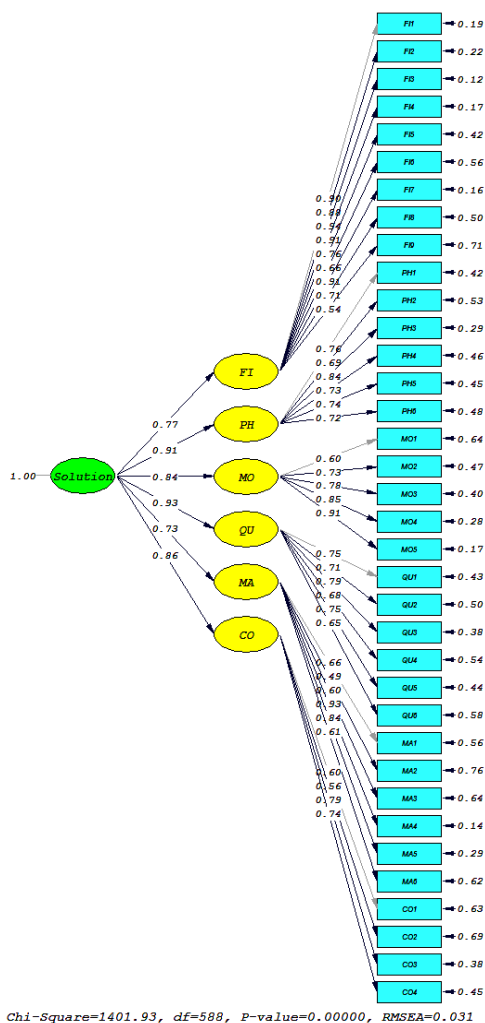 FI1 0.19
FI2 0.22
FI3 0.12
FI4 0.17
FI5 0.42
FI6 0.56
0.90 FI7 0.16
0.88 FI8 0.50
0.94
0.91 FI9 0.71
0.76
0.66 PH1 0.42
0.91
0.71 PH2 0.53
0.54
PH3 0.29
0.76 PH4 0.46
0.69
FI 0.84 PH5 0.45
0.73
0.74 PH6 0.48
0.77 PH 0.72
MO1 0.64
0.91 0.60
0.73 MO2 0.47
1.00 Solution 0.84 MO 0.78
0.85 MO3 0.40
0.93 0.91 MO4 0.28
0.73 QU MO5 0.17
0.86 0.75
0.71 QU1 0.43
MA 0.79
0.68 QU2 0.50
0.75
0.65 QU3 0.38
CO
QU4 0.54
0.66
0.49 QU5 0.44
0.60
0.93 QU6 0.58
0.84
0.61 MA1 0.56
MA2 0.76
0.60
0.56 MA3 0.64
0.79
0.74 MA4 0.14
MA5 0.29
MA6 0.62
CO1 0.63
CO2 0.69
CO3 0.38
CO4 0.45
Chi-Square=1401.93, df=588, P-value=0.00000, RMSEA=0.031